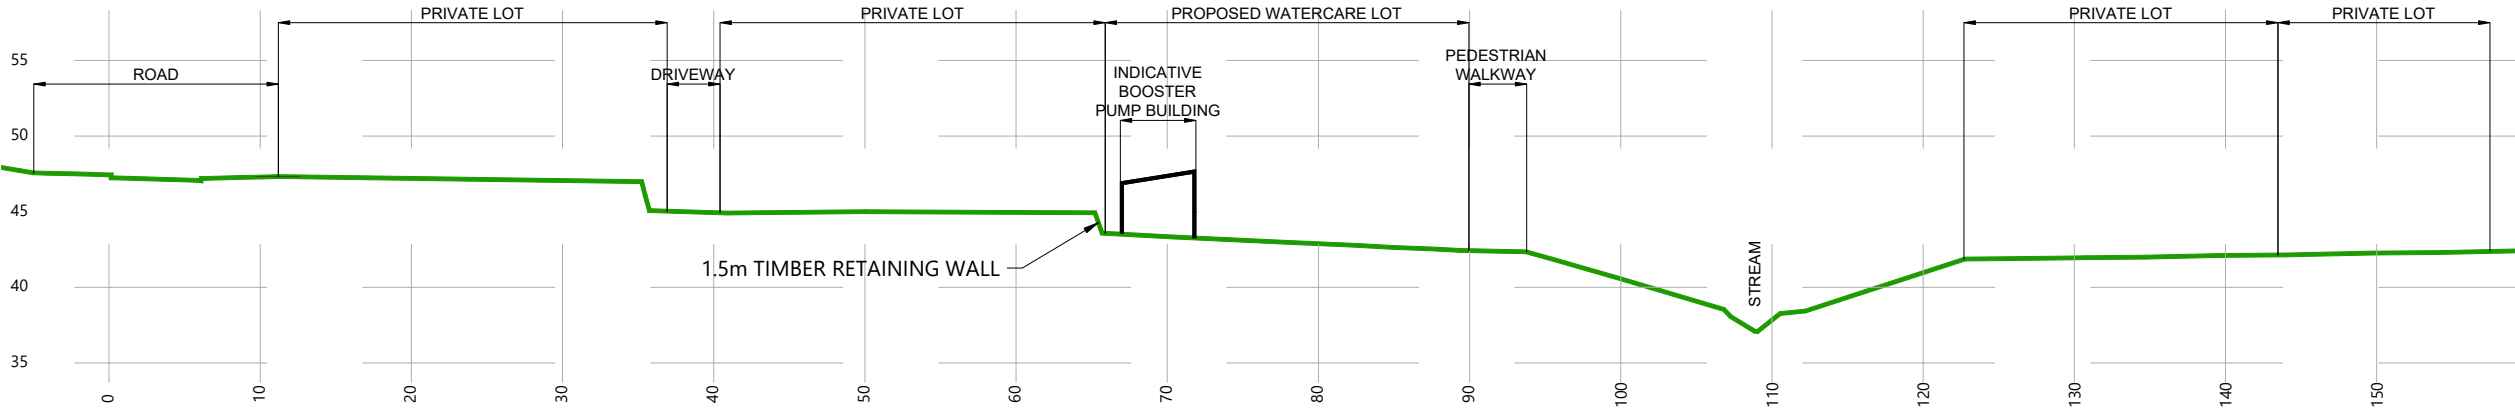 PRIVATE LOT
PRIVATE LOT
PROPOSED WATERCARE LOT
PRIVATE LOT
PRIVATE LOT
55
ROAD
DRIVEWAY
INDICATIVE
BOOSTER
PUMP BUILDING
PEDESTRIAN
WALKWAY
50
45
1.5m TIMBER RETAINING WALL
STREAM
40
35
0
10
20
30
40
50
60
70
80
90
100
110
120
130
140
150